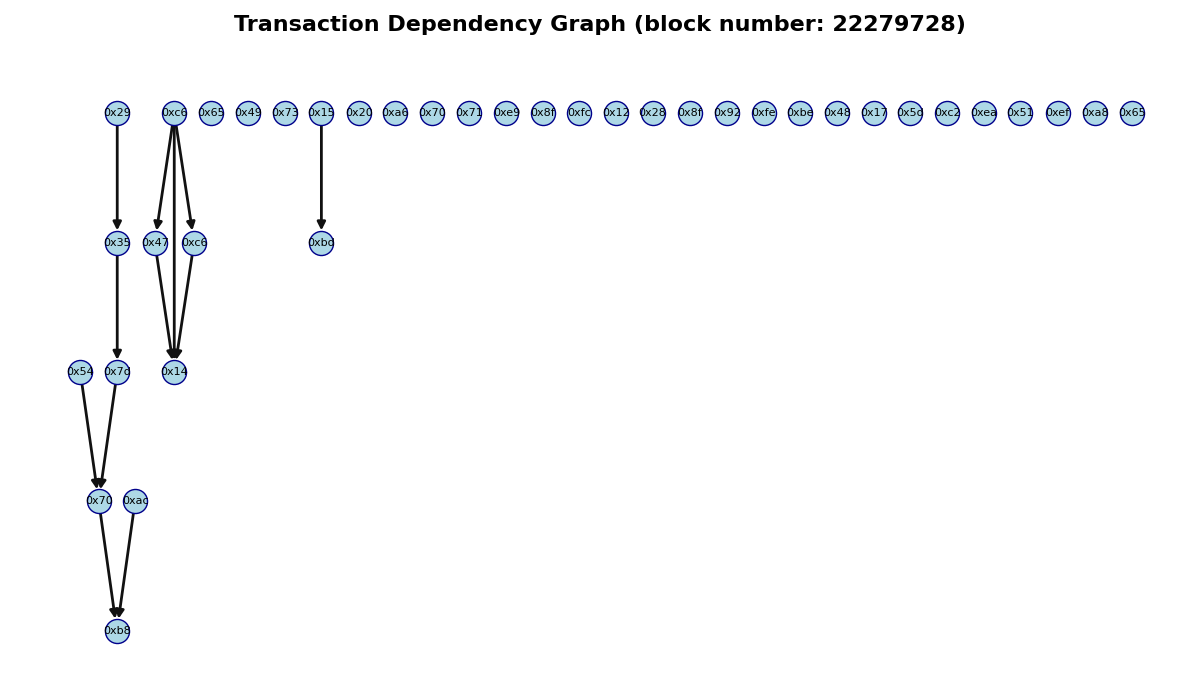 Transaction Dependency Graph (block number: 22279728)
0x29 0xc6 0x65 0x49 0x73 0x15 0x20 0xa6 0x70 0x71 0xe9 0x8f 0xfc 0x12 0x28 0x8f 0x92 0xfe 0xbe 0x48 0x17 0x5d 0xc2 0xea 0x51 0xef 0xa8 0x65
0x35 0x47 0xc6 0xbd
0x54 0x7d 0x14
0x70 0xac
0xb8